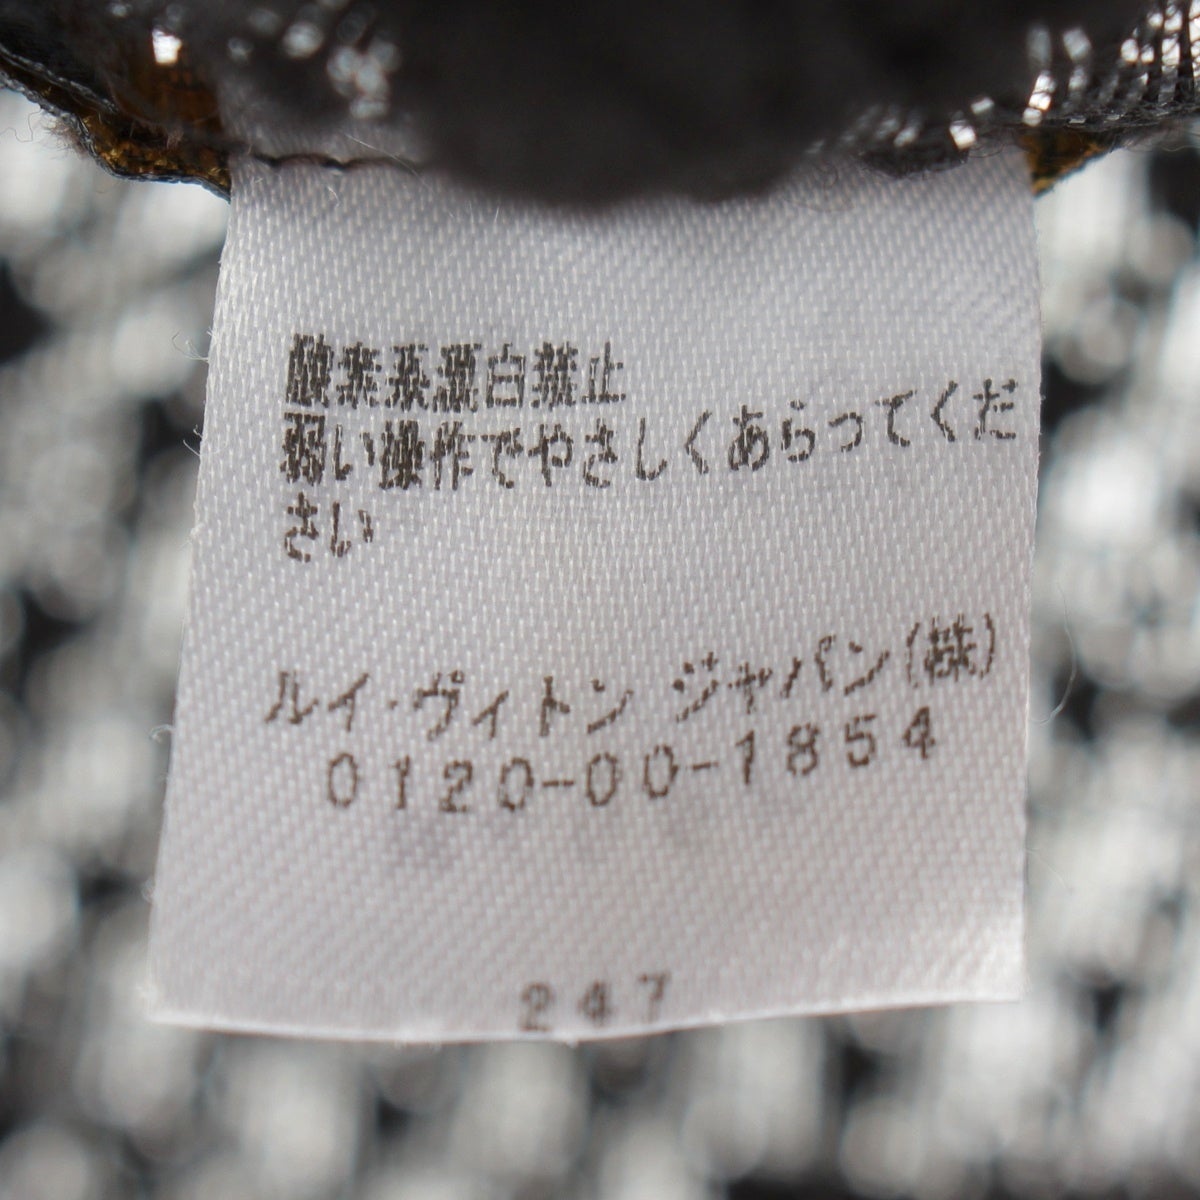 酸素系漂白禁止
弱い操作でやさしくあらってくだ
さい
ルイ・ヴィトン ジャパン(株)
0120-00-1854
247